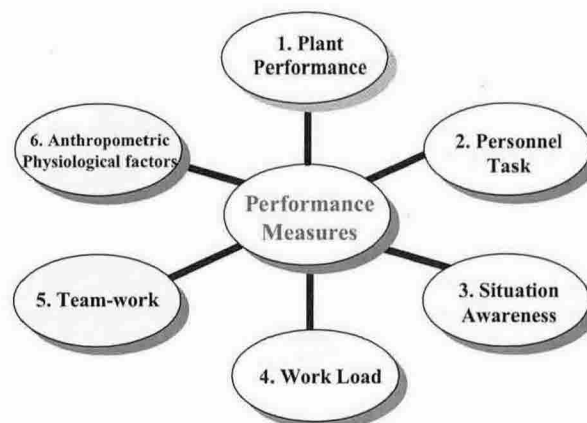 1. Plant
Performance
2. Personnel
Task
3. Situation
Awareness
4. Work Load
5. Team-work
6. Anthropometric
Physiological factors
Performance
Measures